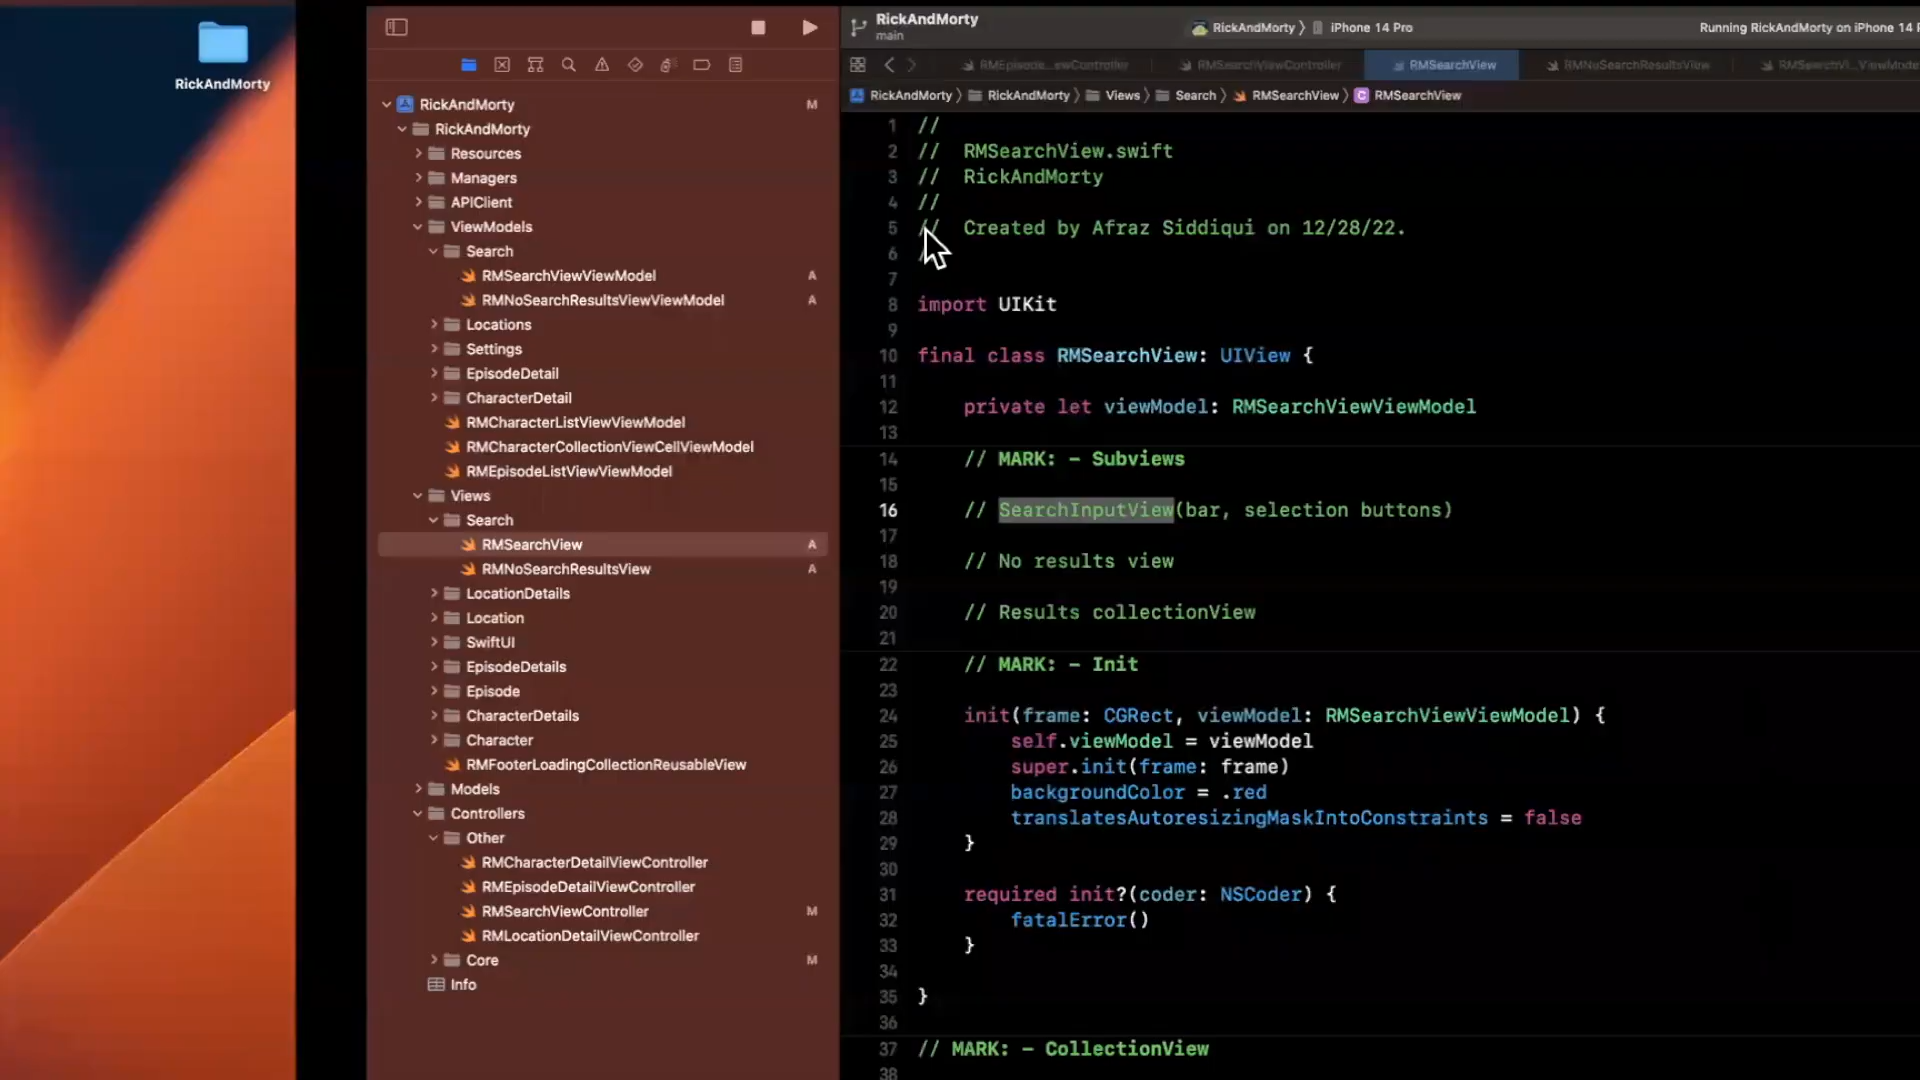 RickAndMorty
RickAndMorty
RickAndMorty
Resources
Managers
APIClient
ViewModels
Search
RMSearchViewViewModel
RMNoSearchResultsViewViewModel
Locations
Settings
EpisodeDetail
CharacterDetail
RMCharacterListViewViewModel
RMCharacterCollectionViewCellViewModel
RMEpisodeListViewViewModel
Views
Search
RMSearchView
RMNoSearchResultsView
LocationDetails
Location
SwiftUI
EpisodeDetails
Episode
CharacterDetails
Character
RMFooterLoadingCollectionReusableView
Models
Controllers
Other
RMCharacterDetailViewController
RMEpisodeDetailViewController
RMSearchViewController
RMLocationDetailViewController
Core
Info
M
A
A
A
A
M
M
RickAndMorty
main
RickAndMorty 〉 iPhone 14 Pro
Running RickAndMorty on iPhone 14 P
RMEpisode...ewController RMSearchViewController RMSearchView RMNoSearchResultsView RMSearchVi...ViewMode
RickAndMorty 〉 RickAndMorty 〉 Views 〉 Search 〉 RMSearchView 〉 C RMSearchView
1 //
2 // RMSearchView.swift
3 // RickAndMorty
4 //
5 // Created by Afraz Siddiqui on 12/28/22.
6 //
7
8 import UIKit
9
10 final class RMSearchView: UIView {
11
12 private let viewModel: RMSearchViewViewModel
13
14 // MARK: - Subviews
15
16 // SearchInputView(bar, selection buttons)
17
18 // No results view
19
20 // Results collectionView
21
22 // MARK: - Init
23
24 init(frame: CGRect, viewModel: RMSearchViewViewModel) {
25 self.viewModel = viewModel
26 super.init(frame: frame)
27 backgroundColor = .red
28 translatesAutoresizingMaskIntoConstraints = false
29 }
30
31 required init?(coder: NSCoder) {
32 fatalError()
33 }
34
35 }
36
37 // MARK: - CollectionView
38